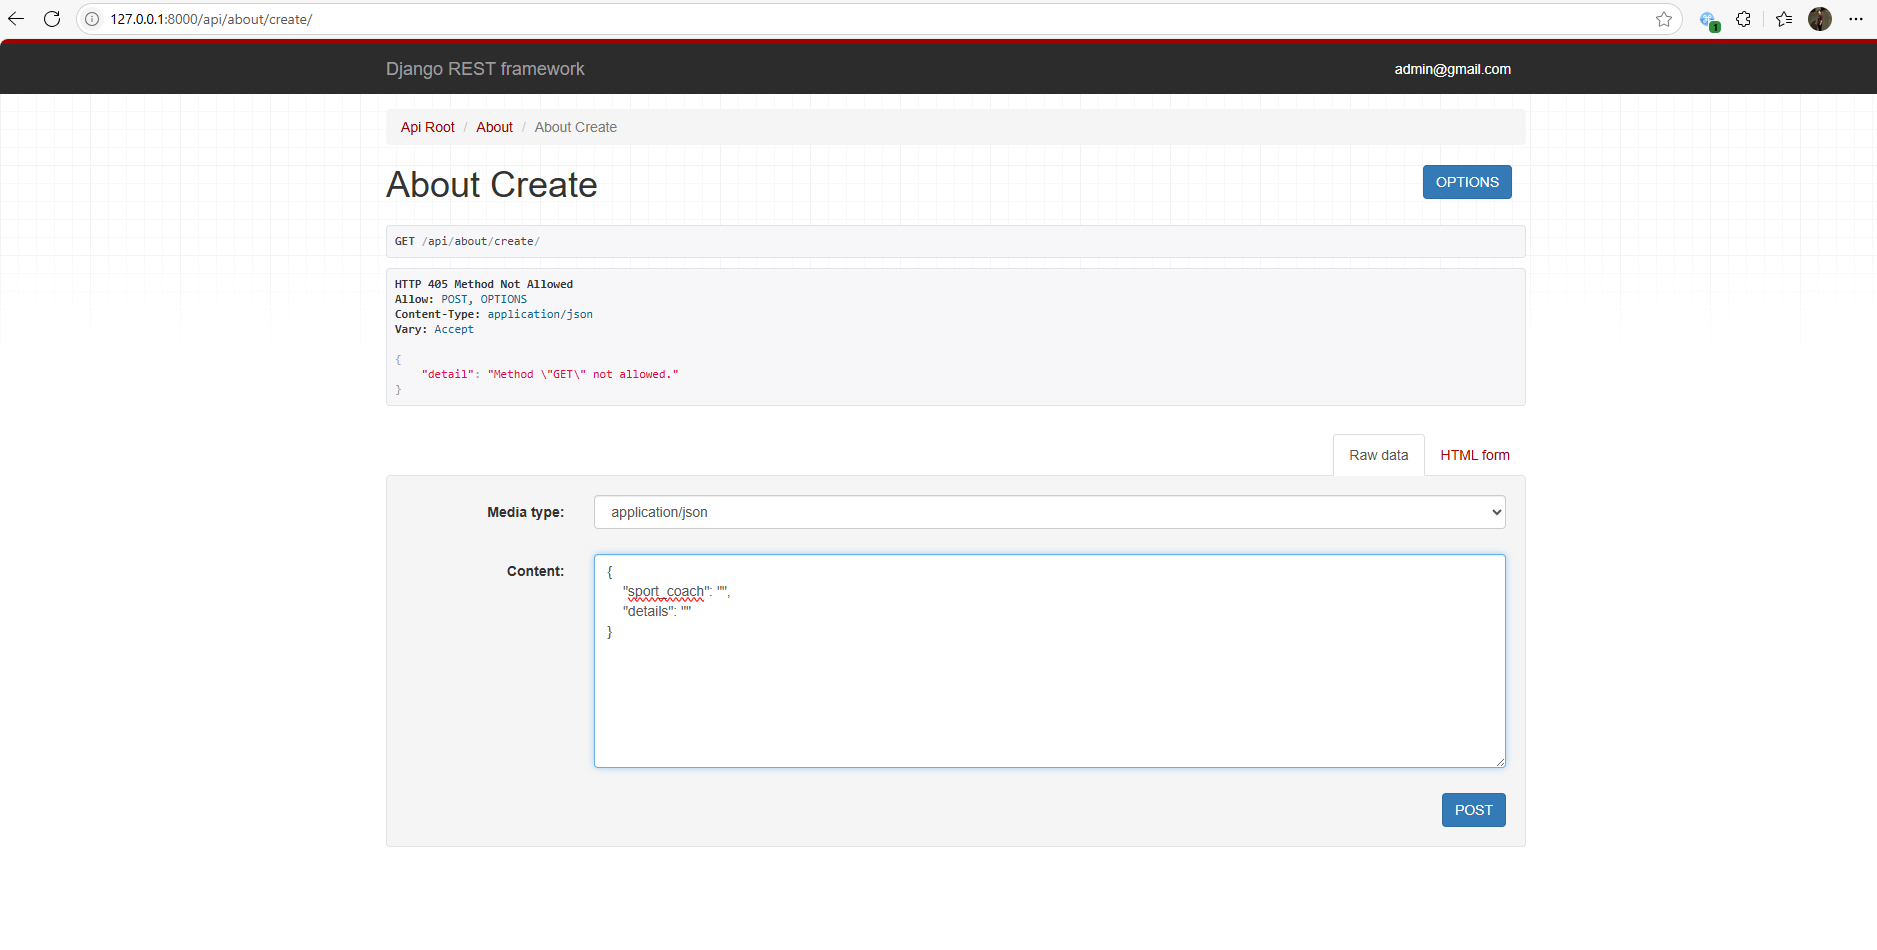 127.0.0.1:8000/api/about/create/
1
Django REST framework
admin@gmail.com
Api Root / About / About Create
About Create
OPTIONS
GET /api/about/create/
HTTP 405 Method Not Allowed
Allow: POST, OPTIONS
Content-Type: application/json
Vary: Accept
{
    "detail": "Method \"GET\" not allowed."
}
Raw data
HTML form
Media type:
application/json
Content:
{
    "sport_coach": "",
    "details": ""
}
POST